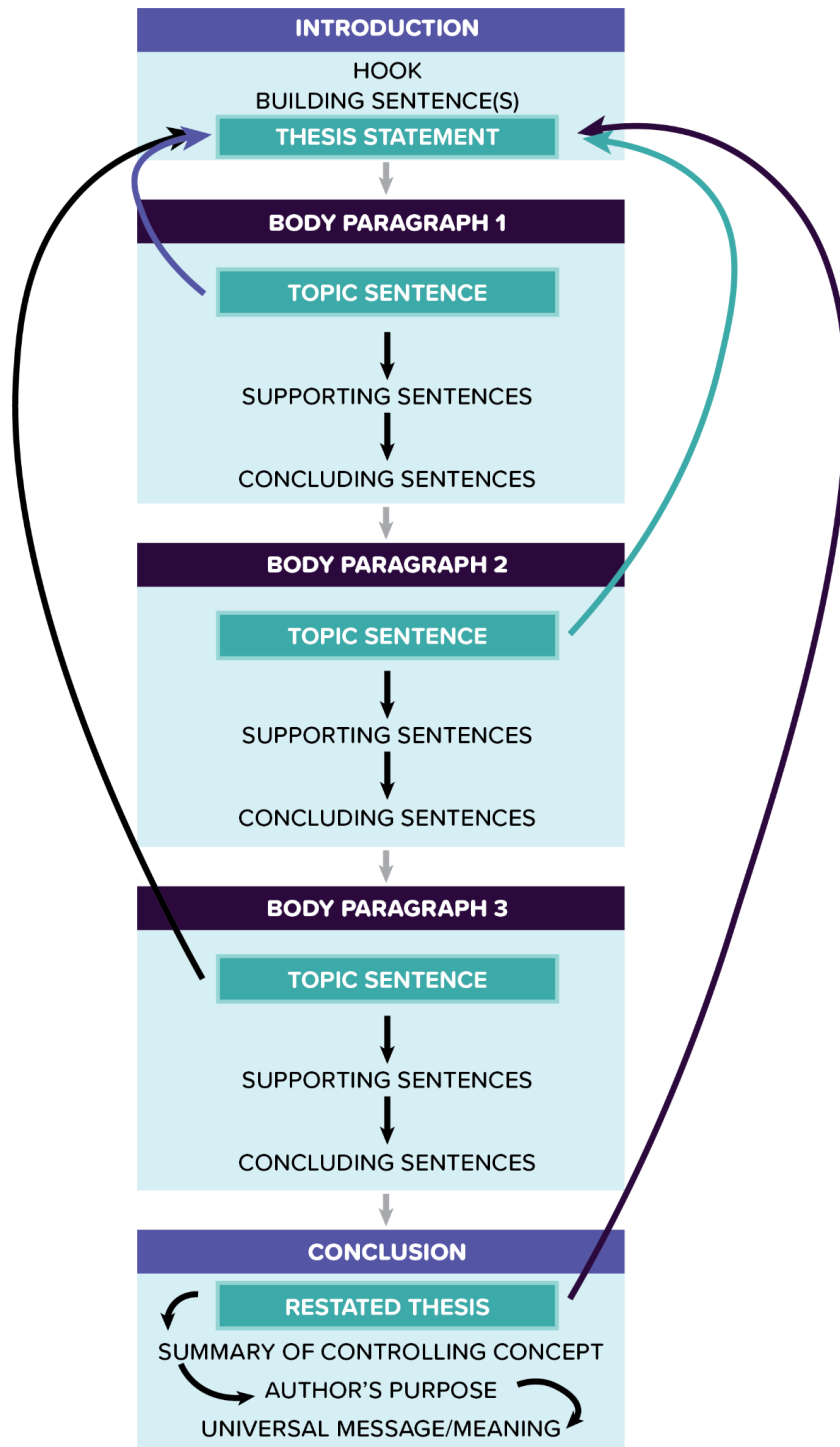 INTRODUCTION
HOOK
BUILDING SENTENCE(S)
THESIS STATEMENT
BODY PARAGRAPH 1
TOPIC SENTENCE
SUPPORTING SENTENCES
CONCLUDING SENTENCES
BODY PARAGRAPH 2
TOPIC SENTENCE
SUPPORTING SENTENCES
CONCLUDING SENTENCES
BODY PARAGRAPH 3
TOPIC SENTENCE
SUPPORTING SENTENCES
CONCLUDING SENTENCES
CONCLUSION
RESTATED THESIS
SUMMARY OF CONTROLLING CONCEPT
AUTHOR'S PURPOSE
UNIVERSAL MESSAGE/MEANING